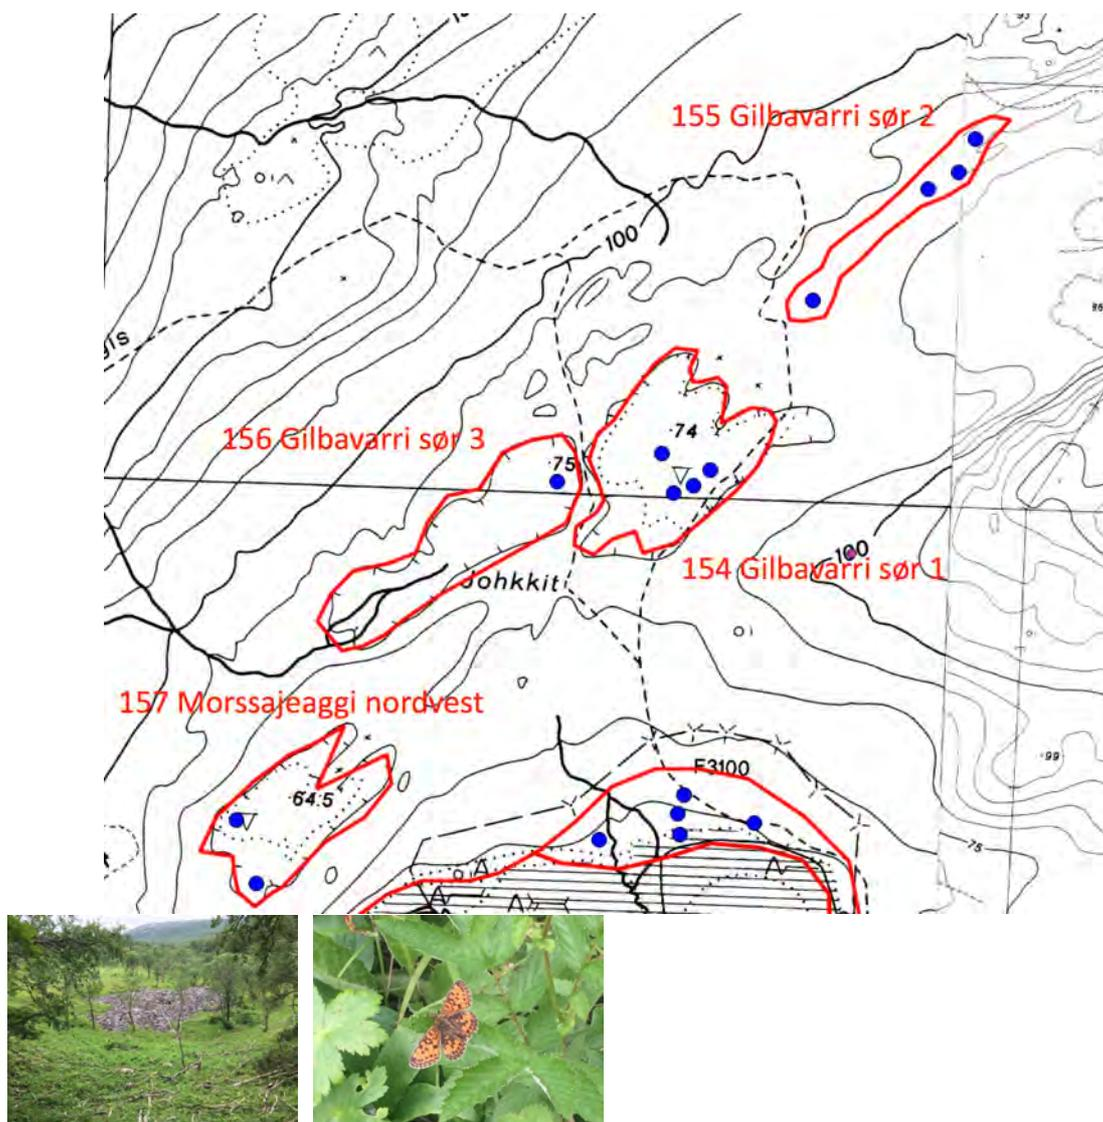 155 Gilbavarri sør 2
100
156 Gilbavarri sør 3
74
75
100
154 Gilbavarri sør 1
Johkkit
157 Morssajeaggi nordvest
F3100
64.5
99
75